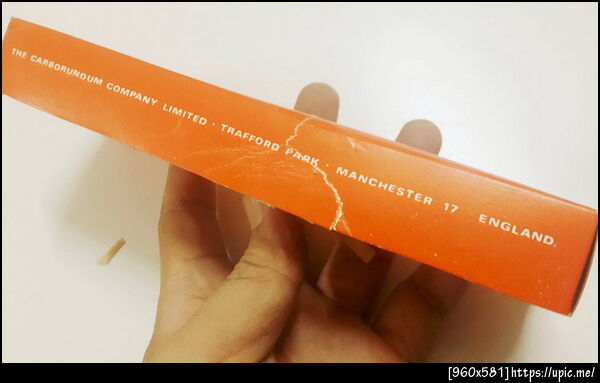 THE CARBORUNDUM COMPANY LIMITED · TRAFFORD PARK · MANCHESTER 17 ENGLAND.
[960x581]https://upic.me/